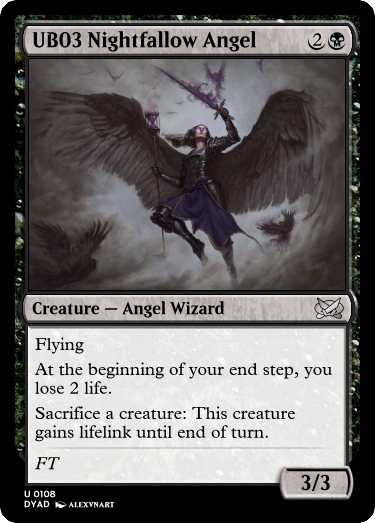 UB03 Nightfallow Angel 2
Creature — Angel Wizard
Flying
At the beginning of your end step, you
lose 2 life.
Sacrifice a creature: This creature
gains lifelink until end of turn.
FT
3/3
U 0108
DYAD ALEXVNART